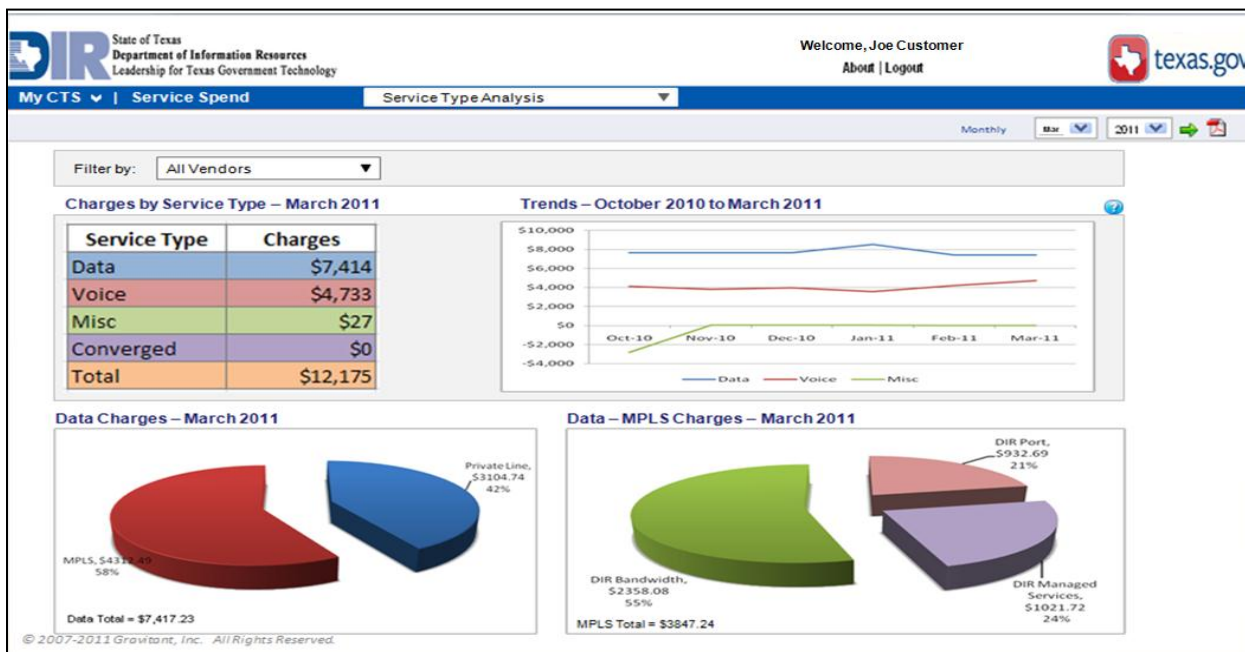 DIR
State of Texas
Department of Information Resources
Leadership for Texas Government Technology
Welcome, Joe Customer
About | Logout
texas.gov
My CTS | Service Spend
Service Type Analysis
Monthly
Mar
2011
Filter by:
All Vendors
Charges by Service Type – March 2011
Service Type Charges
Data $7,414
Voice $4,733
Misc $27
Converged $0
Total $12,175
Trends – October 2010 to March 2011
?
$10,000
$8,000
$6,000
$4,000
$2,000
$0
-$2,000
-$4,000
Oct-10 Nov-10 Dec-10 Jan-11 Feb-11 Mar-11
Data Voice Misc
Data Charges – March 2011
Private Line,
$3104.74
42%
MPLS, $4312.49
58%
Data Total = $7,417.23
Data – MPLS Charges – March 2011
DIR Port,
$932.69
21%
DIR Bandwidth,
$2358.08
55%
DIR Managed
Services,
$1021.72
24%
MPLS Total = $3847.24
© 2007-2011 Gravitant, Inc. All Rights Reserved.